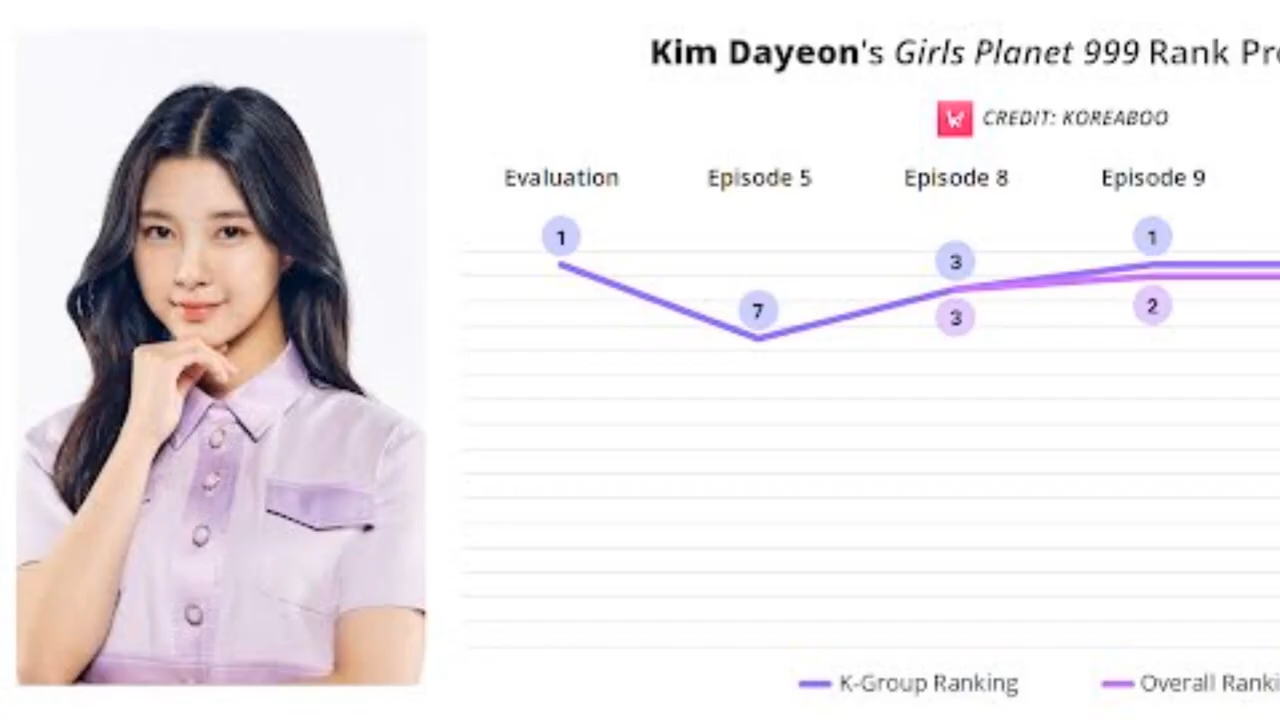 Kim Dayeon's Girls Planet 999 Rank Pro
CREDIT: KOREABOO
Evaluation Episode 5 Episode 8 Episode 9
1 1
3
7
3 2
K-Group Ranking Overall Ranki